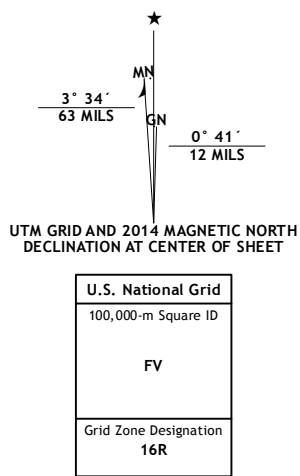 ★
MN
3° 34´
63 MILS
GN
0° 41´
12 MILS
UTM GRID AND 2014 MAGNETIC NORTH
DECLINATION AT CENTER OF SHEET
U.S. National Grid
100,000-m Square ID
FV
Grid Zone Designation
16R